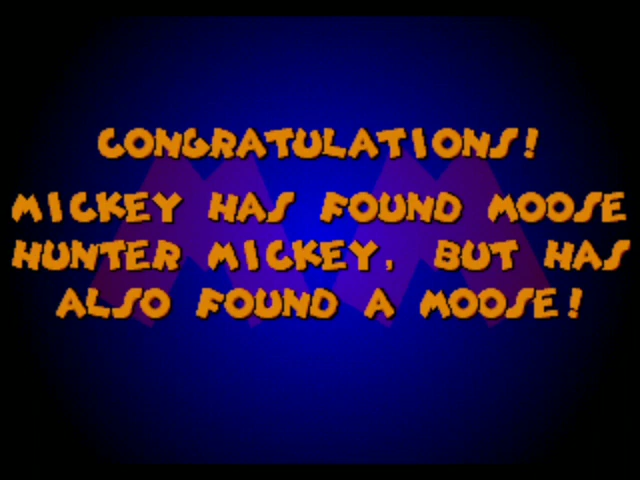 CONGRATULATIONS!
MICKEY HAS FOUND MOOSE
HUNTER MICKEY, BUT HAS
ALSO FOUND A MOOSE!